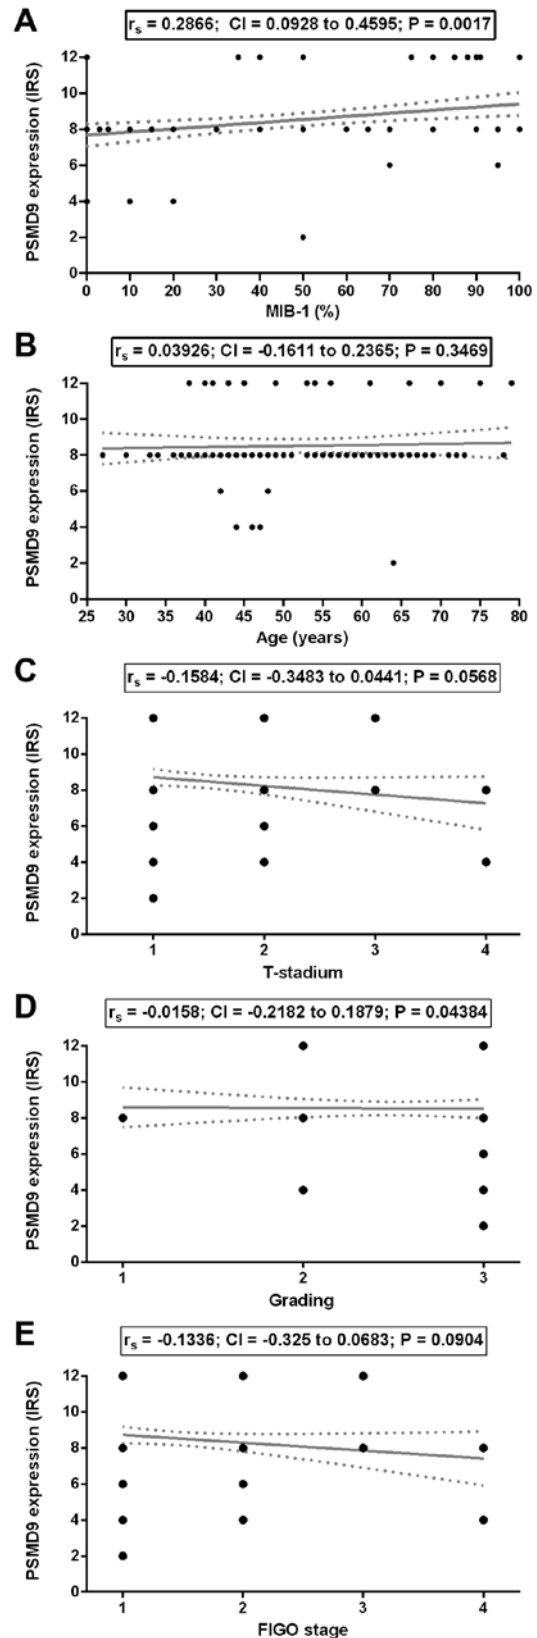 A
rs = 0.2866; CI = 0.0928 to 0.4595; P = 0.0017
PSMD9 expression (IRS)
12
10
8
6
4
2
0
0 10 20 30 40 50 60 70 80 90 100
MIB-1 (%)
B
rs = 0.03926; CI = -0.1611 to 0.2365; P = 0.3469
PSMD9 expression (IRS)
12
10
8
6
4
2
0
25 30 35 40 45 50 55 60 65 70 75 79
Age (years)
C
rs = -0.1584; CI = -0.3483 to 0.0441; P = 0.0568
PSMD9 expression (IRS)
12
10
8
6
4
2
0
1 2 3 4
T-stadium
D
rs = -0.0158; CI = -0.2182 to 0.1879; P = 0.04384
PSMD9 expression (IRS)
12
10
8
6
4
2
0
1 2 3
Grading
E
rs = -0.1336; CI = -0.325 to 0.0683; P = 0.0904
PSMD9 expression (IRS)
12
10
8
6
4
2
0
1 2 3 4
FIGO stage